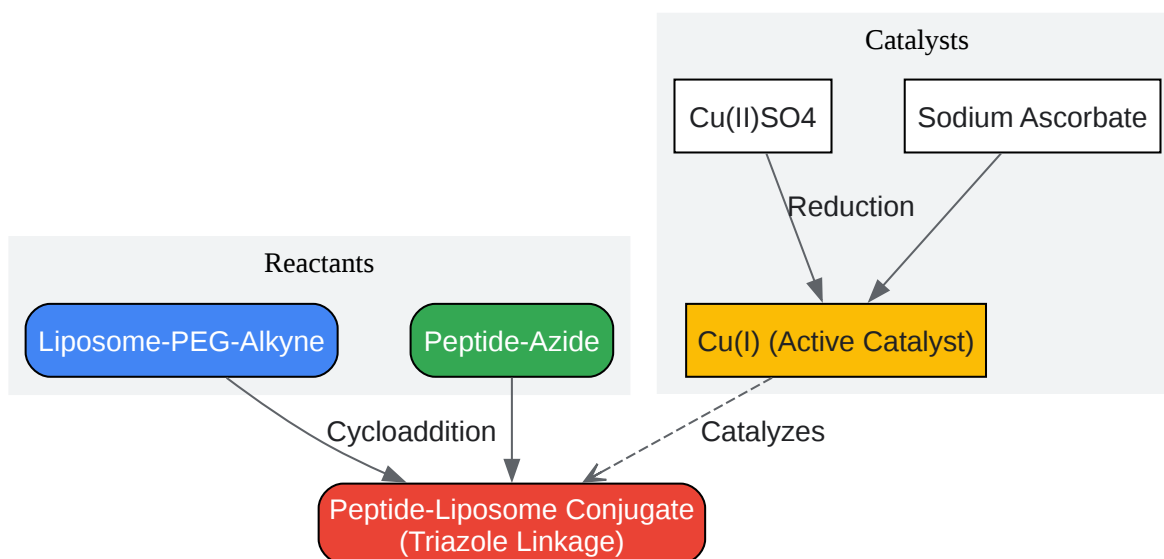 Catalysts
Cu(II)SO4
Sodium Ascorbate
Reduction
Reactants
Liposome-PEG-Alkyne
Peptide-Azide
Cu(I) (Active Catalyst)
Cycloaddition
Catalyzes
Peptide-Liposome Conjugate
(Triazole Linkage)